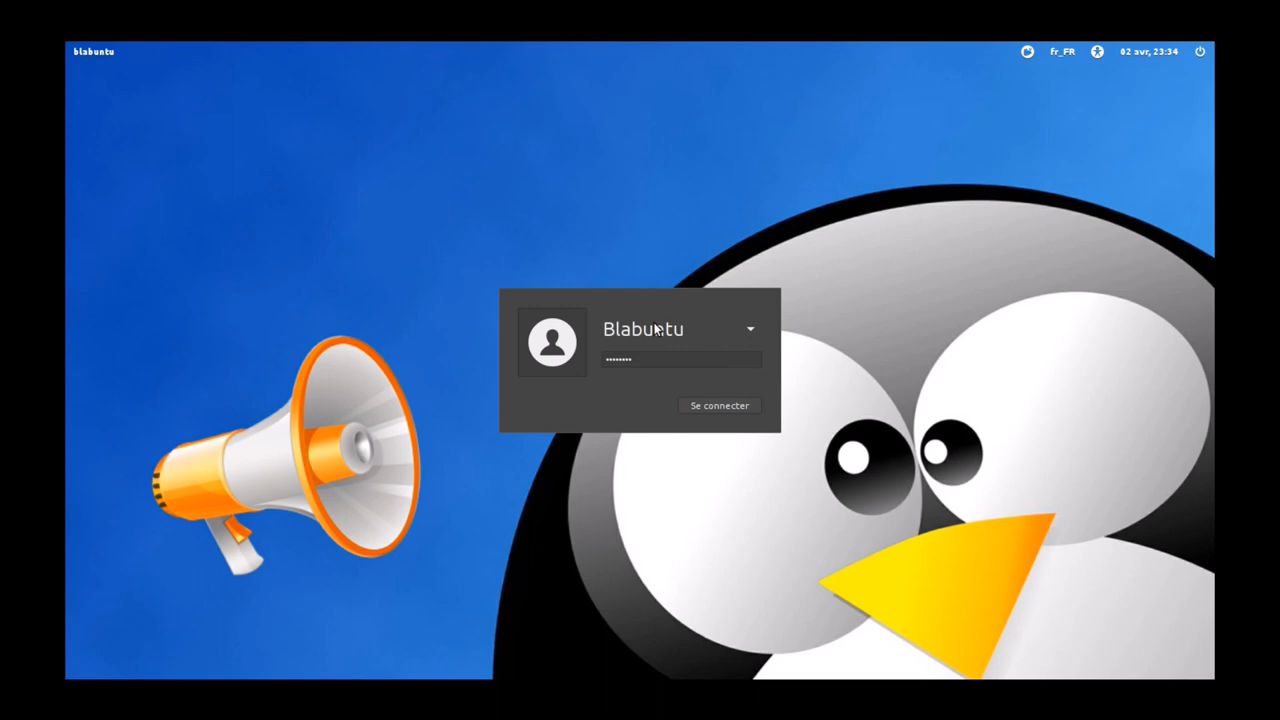 blabuntu
fr_FR
02 avr, 23:34
Blabuntu
••••••••
Se connecter